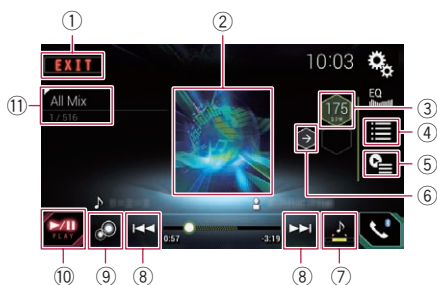 ① ②
EXIT
10:03
All Mix
1 / 516
⑪
EQ
175
BPM
③
④
⑤
⑥
PLAY
0:57
-3:19
⑩ ⑨ ⑧ ⑧ ⑦